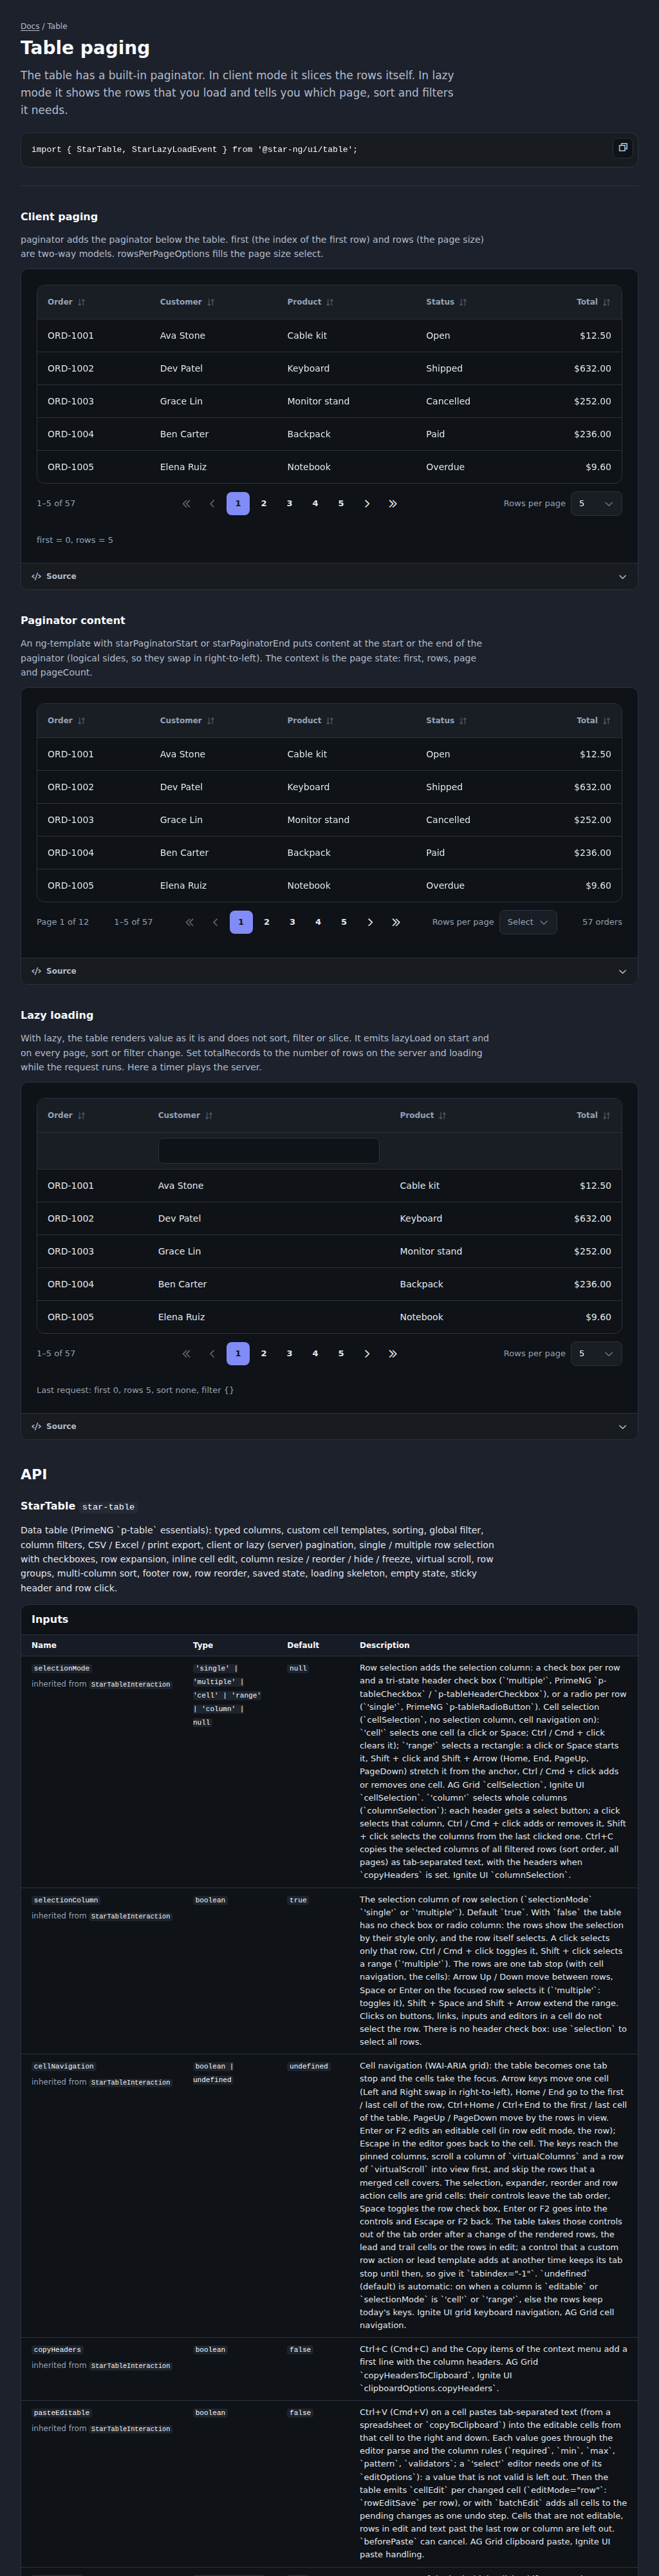 Docs / Table
Table paging
The table has a built-in paginator. In client mode it slices the rows itself. In lazy
mode it shows the rows that you load and tells you which page, sort and filters
it needs.
import { StarTable, StarLazyLoadEvent } from '@star-ng/ui/table';
Client paging
paginator adds the paginator below the table. first (the index of the first row) and rows (the page size)
are two-way models. rowsPerPageOptions fills the page size select.
Order Customer Product Status Total
ORD-1001 Ava Stone Cable kit Open $12.50
ORD-1002 Dev Patel Keyboard Shipped $632.00
ORD-1003 Grace Lin Monitor stand Cancelled $252.00
ORD-1004 Ben Carter Backpack Paid $236.00
ORD-1005 Elena Ruiz Notebook Overdue $9.60
1–5 of 57 1 2 3 4 5 Rows per page 5
first = 0, rows = 5
Source
Paginator content
An ng-template with starPaginatorStart or starPaginatorEnd puts content at the start or the end of the
paginator (logical sides, so they swap in right-to-left). The context is the page state: first, rows, page
and pageCount.
Order Customer Product Status Total
ORD-1001 Ava Stone Cable kit Open $12.50
ORD-1002 Dev Patel Keyboard Shipped $632.00
ORD-1003 Grace Lin Monitor stand Cancelled $252.00
ORD-1004 Ben Carter Backpack Paid $236.00
ORD-1005 Elena Ruiz Notebook Overdue $9.60
Page 1 of 12 1–5 of 57 1 2 3 4 5 Rows per page Select 57 orders
Source
Lazy loading
With lazy, the table renders value as it is and does not sort, filter or slice. It emits lazyLoad on start and
on every page, sort or filter change. Set totalRecords to the number of rows on the server and loading
while the request runs. Here a timer plays the server.
Order Customer Product Total
ORD-1001 Ava Stone Cable kit $12.50
ORD-1002 Dev Patel Keyboard $632.00
ORD-1003 Grace Lin Monitor stand $252.00
ORD-1004 Ben Carter Backpack $236.00
ORD-1005 Elena Ruiz Notebook $9.60
1–5 of 57 1 2 3 4 5 Rows per page 5
Last request: first 0, rows 5, sort none, filter {}
Source
API
StarTable star-table
Data table (PrimeNG `p-table` essentials): typed columns, custom cell templates, sorting, global filter,
column filters, CSV / Excel / print export, client or lazy (server) pagination, single / multiple row selection
with checkboxes, row expansion, inline cell edit, column resize / reorder / hide / freeze, virtual scroll, row
groups, multi-column sort, footer row, row reorder, saved state, loading skeleton, empty state, sticky
header and row click.
Inputs
Name Type Default Description
selectionMode
inherited from StarTableInteraction
'single' |
'multiple' |
'cell' | 'range'
| 'column' |
null
null
Row selection adds the selection column: a check box per row
and a tri-state header check box (`'multiple'`, PrimeNG `p-
tableCheckbox` / `p-tableHeaderCheckbox`), or a radio per row
(`'single'`, PrimeNG `p-tableRadioButton`). Cell selection
(`cellSelection`, no selection column, cell navigation on):
`'cell'` selects one cell (a click or Space; Ctrl / Cmd + click
clears it); `'range'` selects a rectangle: a click or Space starts
it, Shift + click and Shift + Arrow (Home, End, PageUp,
PageDown) stretch it from the anchor, Ctrl / Cmd + click adds
or removes one cell. AG Grid `cellSelection`, Ignite UI
`cellSelection`. `'column'` selects whole columns
(`columnSelection`): each header gets a select button; a click
selects that column, Ctrl / Cmd + click adds or removes it, Shift
+ click selects the columns from the last clicked one. Ctrl+C
copies the selected columns of all filtered rows (sort order, all
pages) as tab-separated text, with the headers when
`copyHeaders` is set. Ignite UI `columnSelection`.
selectionColumn
inherited from StarTableInteraction
boolean
true
The selection column of row selection (`selectionMode`
`'single'` or `'multiple'`). Default `true`. With `false` the table
has no check box or radio column: the rows show the selection
by their style only, and the row itself selects. A click selects
only that row, Ctrl / Cmd + click toggles it, Shift + click selects
a range (`'multiple'`). The rows are one tab stop (with cell
navigation, the cells): Arrow Up / Down move between rows,
Space or Enter on the focused row selects it (`'multiple'`:
toggles it), Shift + Space and Shift + Arrow extend the range.
Clicks on buttons, links, inputs and editors in a cell do not
select the row. There is no header check box: use `selection` to
select all rows.
cellNavigation
inherited from StarTableInteraction
boolean |
undefined
undefined
Cell navigation (WAI-ARIA grid): the table becomes one tab
stop and the cells take the focus. Arrow keys move one cell
(Left and Right swap in right-to-left), Home / End go to the first
/ last cell of the row, Ctrl+Home / Ctrl+End to the first / last cell
of the table, PageUp / PageDown move by the rows in view.
Enter or F2 edits an editable cell (in row edit mode, the row);
Escape in the editor goes back to the cell. The keys reach the
pinned columns, scroll a column of `virtualColumns` and a row
of `virtualScroll` into view first, and skip the rows that a
merged cell covers. The selection, expander, reorder and row
action cells are grid cells: their controls leave the tab order,
Space toggles the row check box, Enter or F2 goes into the
controls and Escape or F2 back. The table takes those controls
out of the tab order after a change of the rendered rows, the
lead and trail cells or the rows in edit; a control that a custom
row action or lead template adds at another time keeps its tab
stop until then, so give it `tabindex="-1"`. `undefined`
(default) is automatic: on when a column is `editable` or
`selectionMode` is `'cell'` or `'range'`, else the rows keep
today's keys. Ignite UI grid keyboard navigation, AG Grid cell
navigation.
copyHeaders
inherited from StarTableInteraction
boolean
false
Ctrl+C (Cmd+C) and the Copy items of the context menu add a
first line with the column headers. AG Grid
`copyHeadersToClipboard`, Ignite UI
`clipboardOptions.copyHeaders`.
pasteEditable
inherited from StarTableInteraction
boolean
false
Ctrl+V (Cmd+V) on a cell pastes tab-separated text (from a
spreadsheet or `copyToClipboard`) into the editable cells from
that cell to the right and down. Each value goes through the
editor parse and the column rules (`required`, `min`, `max`,
`pattern`, `validators`; a `'select'` editor needs one of its
`editOptions`): a value that is not valid is left out. Then the
table emits `cellEdit` per changed cell (`editMode="row"`:
`rowEditSave` per row), or with `batchEdit` adds all cells to the
pending changes as one undo step. Cells that are not editable,
rows in edit and text past the last row or column are left out.
`beforePaste` can cancel. AG Grid clipboard paste, Ignite UI
paste handling.